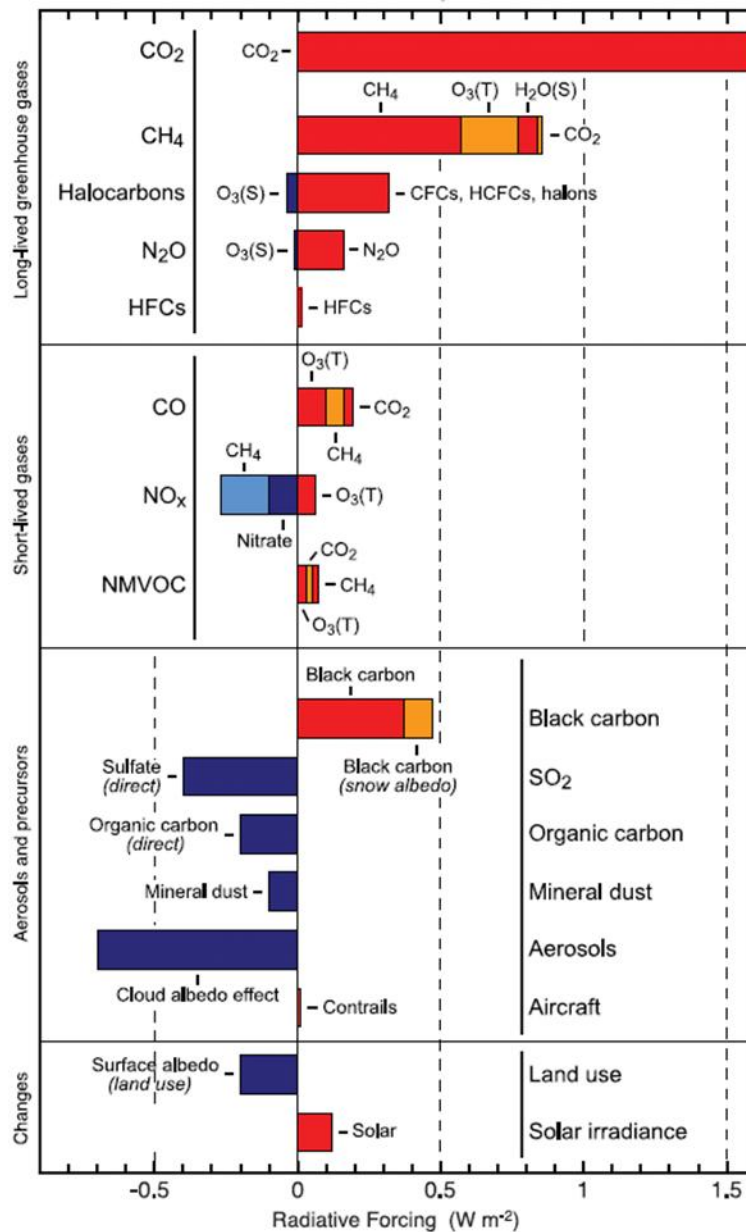 Long-lived greenhouse gases
CO₂
CO₂
CH₄
CH₄
O₃(T)
H₂O(S)
CO₂
Halocarbons
O₃(S)
CFCs, HCFCs, halons
N₂O
O₃(S)
N₂O
HFCs
HFCs
Short-lived gases
CO
O₃(T)
CO₂
CH₄
NOₓ
CH₄
O₃(T)
Nitrate
NMVOC
CO₂
CH₄
O₃(T)
Aerosols and precursors
Black carbon
Black carbon
Black carbon
(snow albedo)
Sulfate
(direct)
SO₂
Organic carbon
(direct)
Organic carbon
Mineral dust
Mineral dust
Aerosols
Cloud albedo effect
Contrails
Aircraft
Changes
Surface albedo
(land use)
Land use
Solar
Solar irradiance
-0.5 0 0.5 1 1.5
Radiative Forcing (W m⁻²)